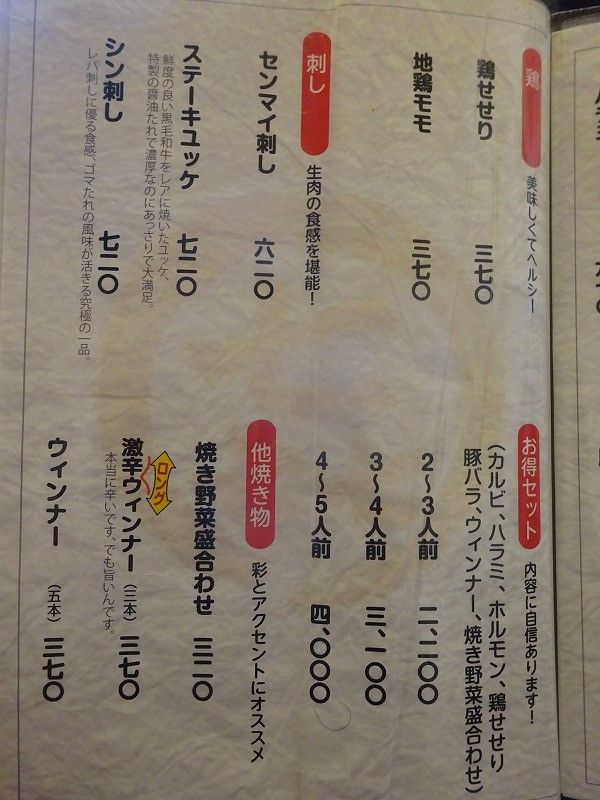 鶏 美味しくてヘルシー
鶏せせり 三七〇
地鶏モモ 三七〇
刺し 生肉の食感を堪能！
センマイ刺し 六二〇
ステーキユッケ 七二〇
鮮度の良い黒毛和牛をレアに焼いたユッケ、
特製の醤油たれで濃厚なのにあっさりで大満足。
シン刺し 七二〇
レバ刺しに優る食感、ゴマたれの風味が活きる究極の一品。
お得セット 内容に自信あります！
（カルビ、ハラミ、ホルモン、鶏せせり
豚バラ、ウィンナー、焼き野菜盛合わせ）
2～3人前 二、二〇〇
3～4人前 三、一〇〇
4～5人前 四、〇〇〇
他焼き物 彩とアクセントにオススメ
焼き野菜盛合わせ 三二〇
ロング
激辛ウィンナー（三本） 三七〇
本当に辛いです、でも旨いんです。
ウィンナー（五本） 三七〇